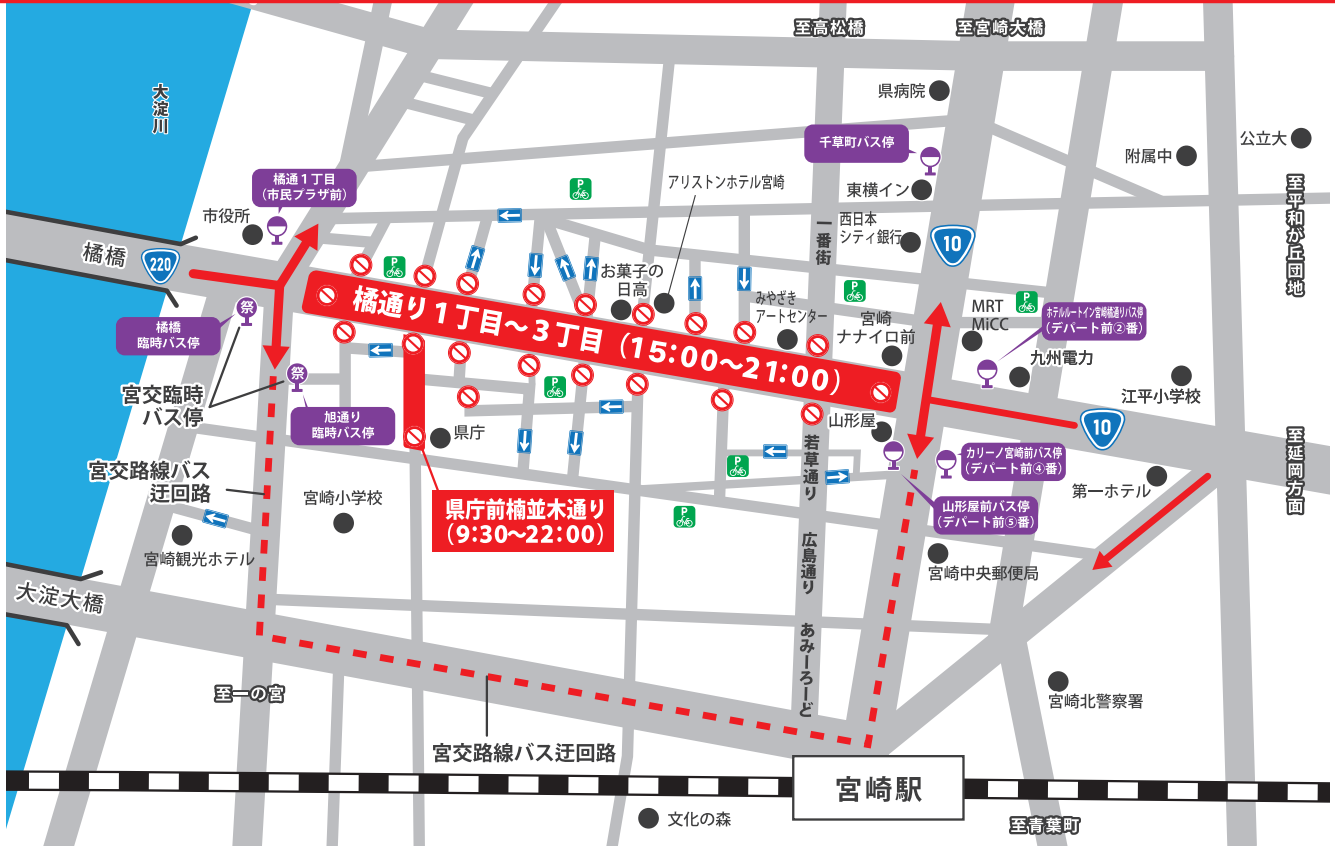 至高松橋
至宮崎大橋
大淀川
県病院
千草町バス停
公立大
附属中
橘通1丁目
(市民プラザ前)
P
アリストンホテル宮崎
東横イン
至平和が丘団地
市役所
西日本
シティ銀行
一番街
10
橘橋
220
P
お菓子の
日高
みやざき
アートセンター
P
宮崎
ナナイロ前
MRT
MiCC
P
ホテルルートイン宮崎橘通りバス停
(デパート前②番)
九州電力
橘通り1丁目〜3丁目(15:00〜21:00)
祭
橘橋
臨時バス停
宮交臨時
バス停
祭
旭通り
臨時バス停
P
江平小学校
10
県庁
山形屋
若草通り
カリーノ宮崎前バス停
(デパート前④番)
至延岡方面
宮交路線バス
迂回路
P
第一ホテル
宮崎小学校
県庁前楠並木通り
(9:30〜22:00)
P
山形屋前バス停
(デパート前⑤番)
宮崎観光ホテル
広島通り
宮崎中央郵便局
大淀大橋
あみーろーど
至一の宮
宮崎北警察署
宮交路線バス迂回路
宮崎駅
文化の森
至青葉町